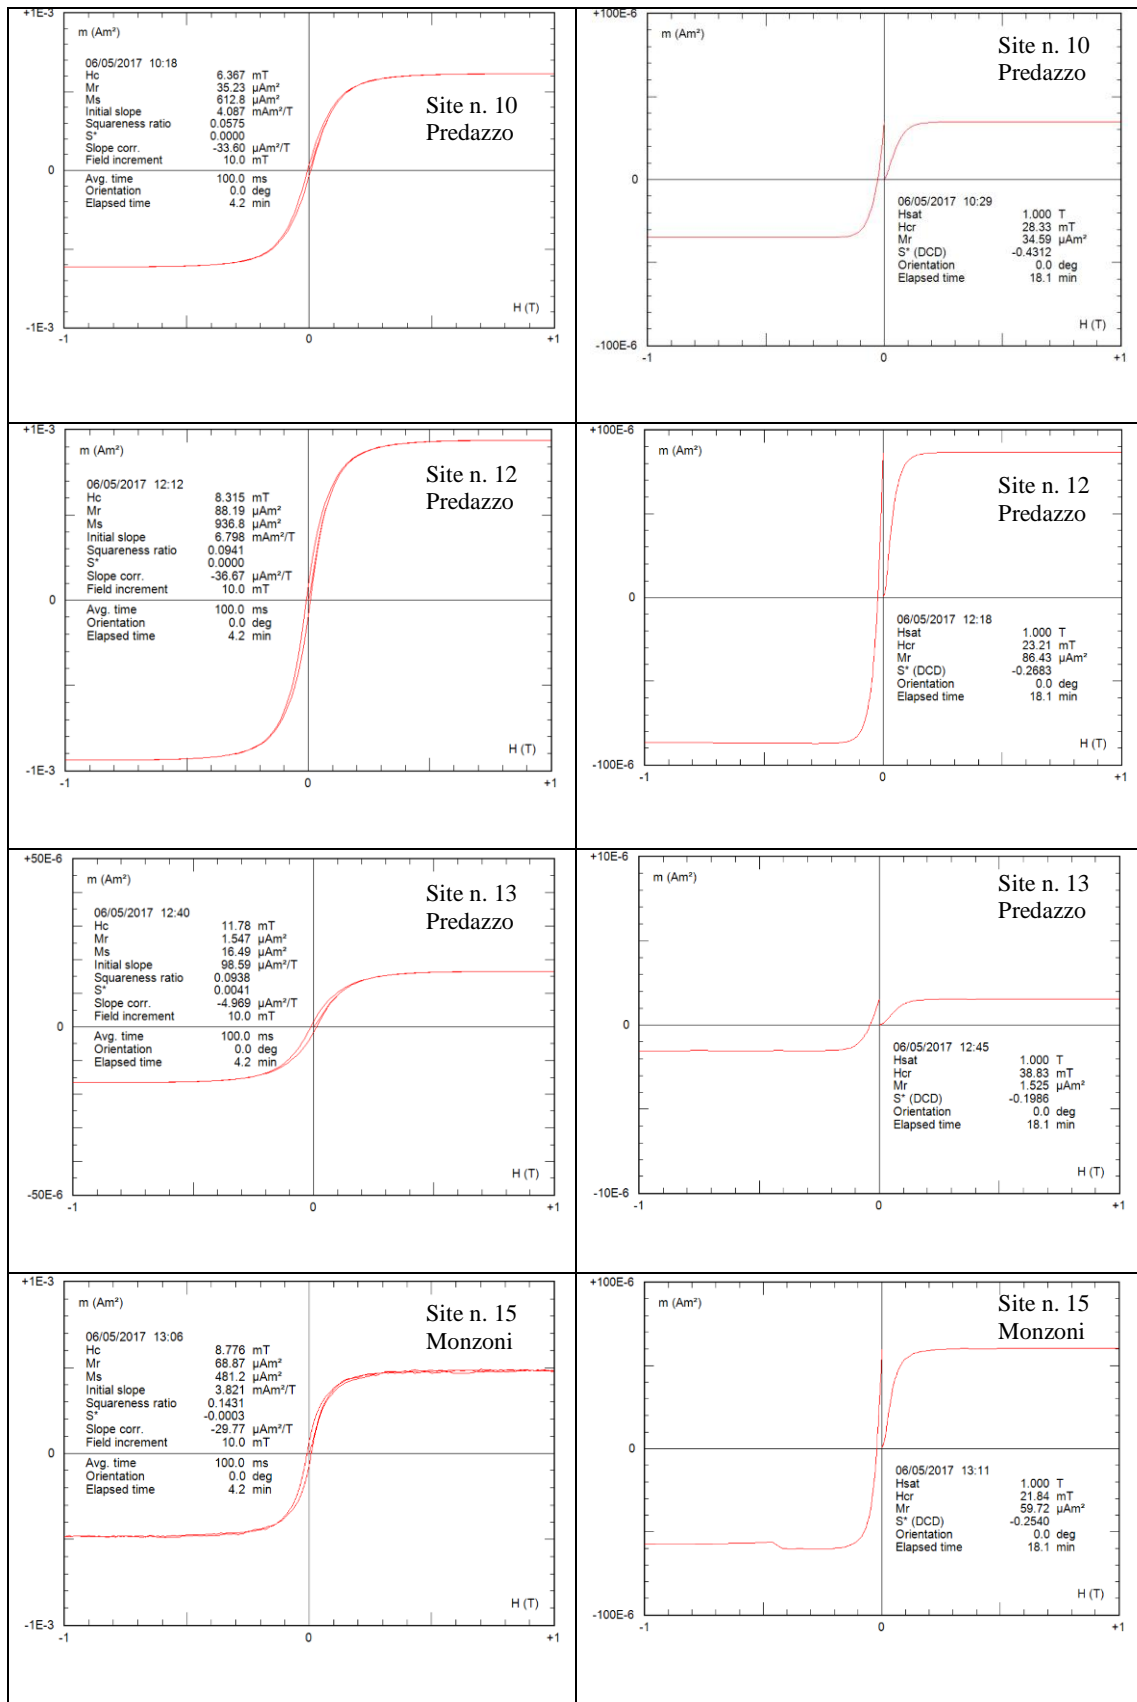 +1E-3
m (Am²)
06/05/2017 10:18
Hc 6.367 mT
Mr 35.23 µAm²
Ms 612.8 µAm²
Initial slope 4.087 mAm²/T
Squareness ratio 0.0575
S* 0.0000
Slope corr. -33.60 µAm²/T
Field increment 10.0 mT
Avg. time 100.0 ms
Orientation 0.0 deg
Elapsed time 4.2 min
Site n. 10
Predazzo
0
H (T)
-1E-3
-1 0 +1
+100E-6
m (Am²)
Site n. 10
Predazzo
0
06/05/2017 10:29
Hsat 1.000 T
Hcr 28.33 mT
Mr 34.59 µAm²
S* (DCD) -0.4312
Orientation 0.0 deg
Elapsed time 18.1 min
H (T)
-100E-6
-1 0 +1
+1E-3
m (Am²)
Site n. 12
Predazzo
06/05/2017 12:12
Hc 8.315 mT
Mr 88.19 µAm²
Ms 936.8 µAm²
Initial slope 6.798 mAm²/T
Squareness ratio 0.0941
S* 0.0000
Slope corr. -36.67 µAm²/T
Field increment 10.0 mT
0
Avg. time 100.0 ms
Orientation 0.0 deg
Elapsed time 4.2 min
H (T)
-1E-3
-1 0 +1
+100E-6
m (Am²)
Site n. 12
Predazzo
0
06/05/2017 12:18
Hsat 1.000 T
Hcr 23.21 mT
Mr 86.43 µAm²
S* (DCD) -0.2683
Orientation 0.0 deg
Elapsed time 18.1 min
H (T)
-100E-6
-1 0 +1
+50E-6
m (Am²)
Site n. 13
Predazzo
06/05/2017 12:40
Hc 11.78 mT
Mr 1.547 µAm²
Ms 16.49 µAm²
Initial slope 98.59 µAm²/T
Squareness ratio 0.0938
S* 0.0041
Slope corr. -4.969 µAm²/T
Field increment 10.0 mT
0
Avg. time 100.0 ms
Orientation 0.0 deg
Elapsed time 4.2 min
H (T)
-50E-6
-1 0 +1
+10E-6
m (Am²)
Site n. 13
Predazzo
0
06/05/2017 12:45
Hsat 1.000 T
Hcr 38.83 mT
Mr 1.525 µAm²
S* (DCD) -0.1986
Orientation 0.0 deg
Elapsed time 18.1 min
H (T)
-10E-6
-1 0 +1
+1E-3
m (Am²)
Site n. 15
Monzoni
06/05/2017 13:06
Hc 8.776 mT
Mr 68.87 µAm²
Ms 481.2 µAm²
Initial slope 3.821 mAm²/T
Squareness ratio 0.1431
S* -0.0003
Slope corr. -29.77 µAm²/T
Field increment 10.0 mT
0
Avg. time 100.0 ms
Orientation 0.0 deg
Elapsed time 4.2 min
H (T)
-1E-3
-1 0 +1
+100E-6
m (Am²)
Site n. 15
Monzoni
0
06/05/2017 13:11
Hsat 1.000 T
Hcr 21.84 mT
Mr 59.72 µAm²
S* (DCD) -0.2540
Orientation 0.0 deg
Elapsed time 18.1 min
H (T)
-100E-6
-1 0 +1